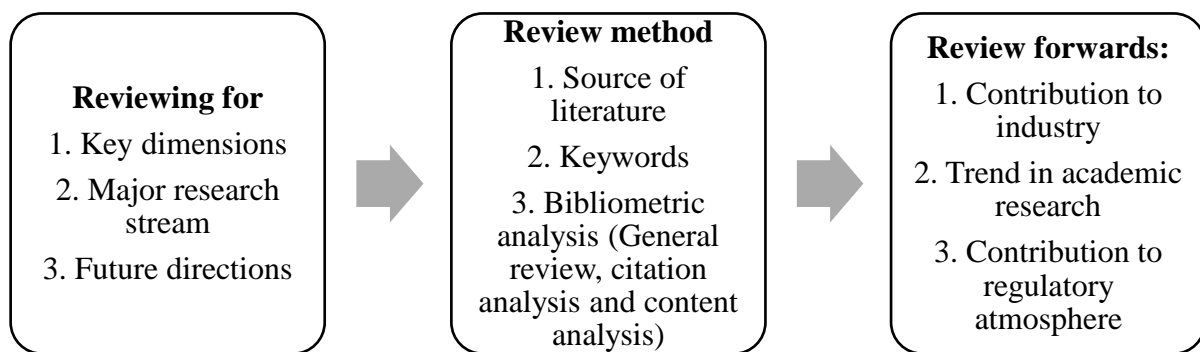 Reviewing for
1. Key dimensions
2. Major research
stream
3. Future directions
Review method
1. Source of
literature
2. Keywords
3. Bibliometric
analysis (General
review, citation
analysis and content
analysis)
Review forwards:
1. Contribution to
industry
2. Trend in academic
research
3. Contribution to
regulatory
atmosphere